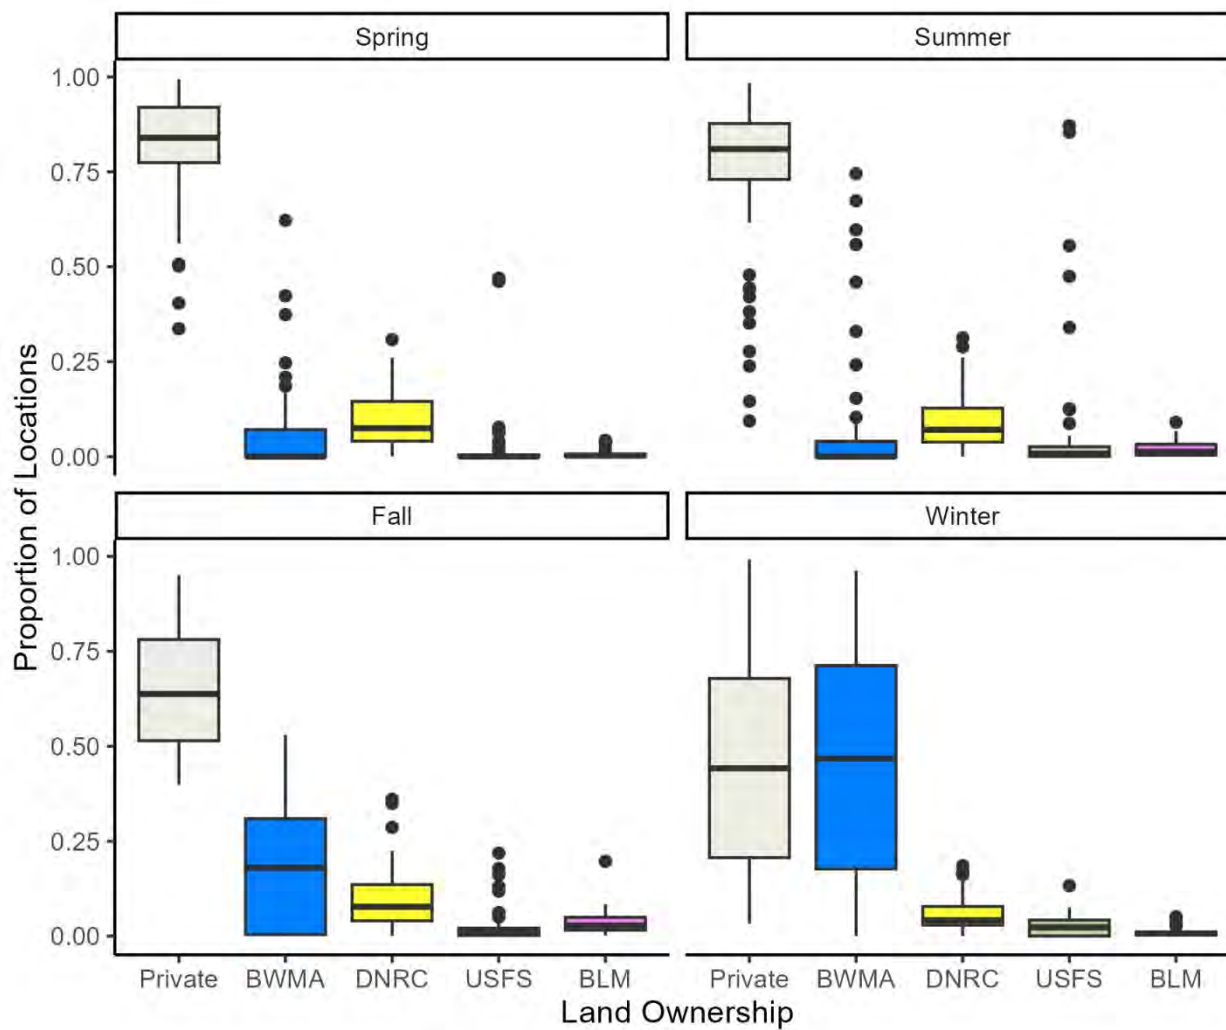 Spring
Summer
1.00
0.75
0.50
0.25
0.00
Fall
Winter
1.00
0.75
0.50
0.25
0.00
Proportion of Locations
Private BWMA DNRC USFS BLM
Private BWMA DNRC USFS BLM
Land Ownership